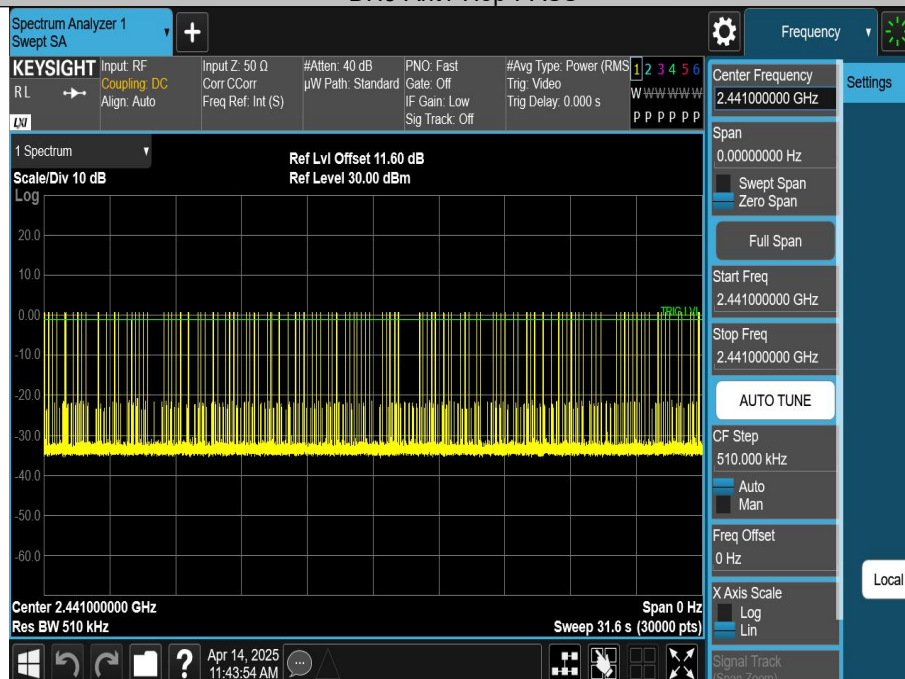 Spectrum Analyzer 1
Swept SA
+
Frequency
KEYSIGHT
RL
LXI
Input: RF
Coupling: DC
Align: Auto
Input Z: 50 Ω
Corr CCorr
Freq Ref: Int (S)
#Atten: 40 dB
µW Path: Standard
PNO: Fast
Gate: Off
IF Gain: Low
Sig Track: Off
#Avg Type: Power (RMS
Trig: Video
Trig Delay: 0.000 s
1 2 3 4 5 6
W W W W W W
P P P P P P
1 Spectrum
Scale/Div 10 dB
Ref Lvl Offset 11.60 dB
Ref Level 30.00 dBm
Log
20.0
10.0
0.00
TRIG LVL
-10.0
-20.0
-30.0
-40.0
-50.0
-60.0
Center 2.441000000 GHz
Res BW 510 kHz
Span 0 Hz
Sweep 31.6 s (30000 pts)
Center Frequency
2.441000000 GHz
Settings
Span
0.00000000 Hz
Swept Span
Zero Span
Full Span
Start Freq
2.441000000 GHz
Stop Freq
2.441000000 GHz
AUTO TUNE
CF Step
510.000 kHz
Auto
Man
Freq Offset
0 Hz
X Axis Scale
Log
Lin
Local
Signal Track
(Span Zoom)
?
Apr 14, 2025
11:43:54 AM